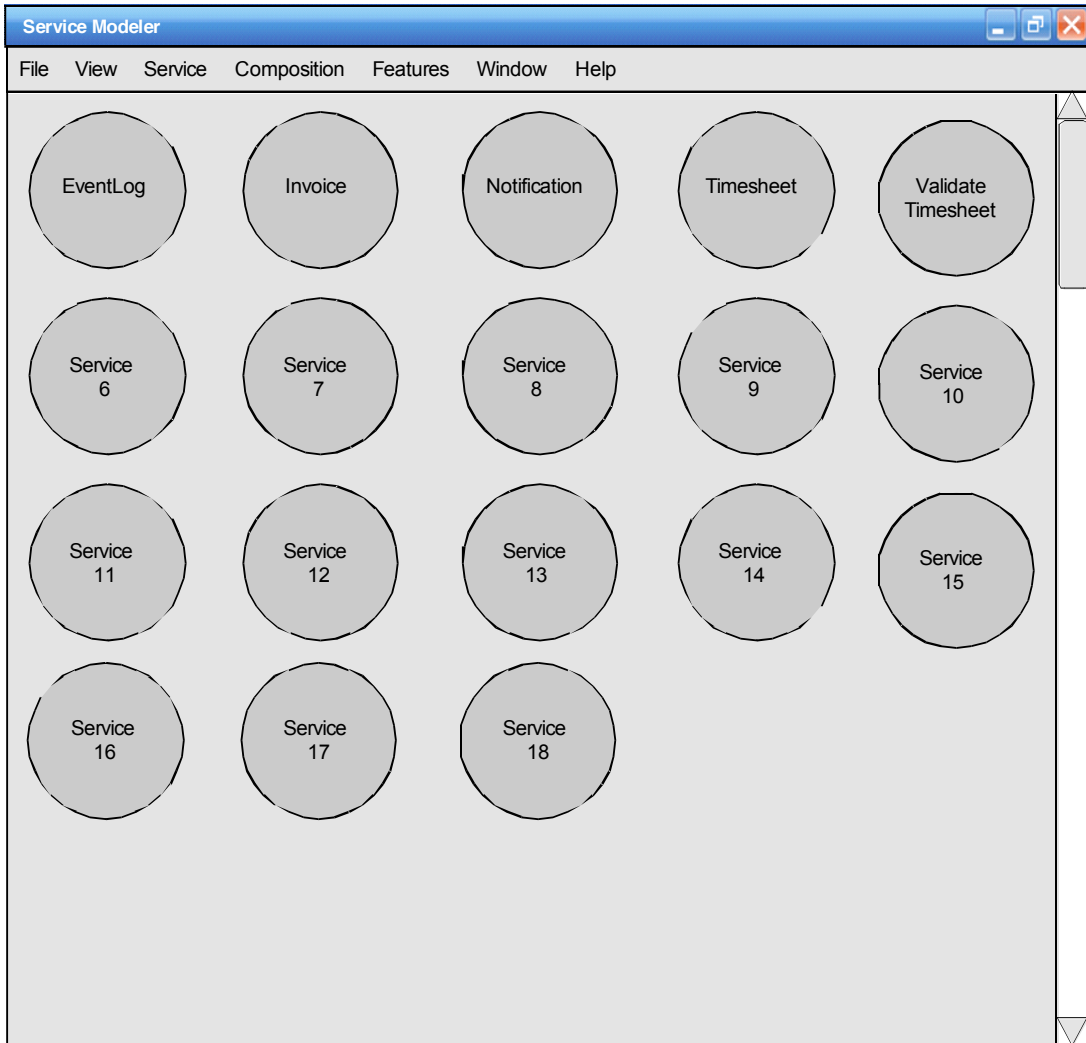 Service Modeler
File View Service Composition Features Window Help
EventLog
Invoice
Notification
Timesheet
Validate
Timesheet
Service
6
Service
7
Service
8
Service
9
Service
10
Service
11
Service
12
Service
13
Service
14
Service
15
Service
16
Service
17
Service
18